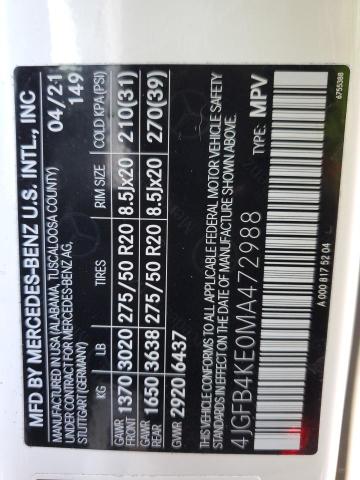 MFD BY MERCEDES-BENZ U.S. INTL., INC
MANUFACTURED IN USA (ALABAMA, TUSCALOOSA COUNTY) 04/21
UNDER CONTRACT FOR MERCEDES-BENZ AG, 149
STUTTGART (GERMANY)
KG LB TIRES RIM SIZE COLD KPA (PSI)
GAWR FRONT 1370 3020 275/50 R20 8.5Jx20 210(31)
GAWR REAR 1650 3638 275/50 R20 8.5Jx20 270(39)
GVWR 2920 6437
THIS VEHICLE CONFORMS TO ALL APPLICABLE FEDERAL MOTOR VEHICLE SAFETY
STANDARDS IN EFFECT ON THE DATE OF MANUFACTURE SHOWN ABOVE.
4JGFB4KE0MA472988 TYPE: MPV
A 000 817 52 04
6755388